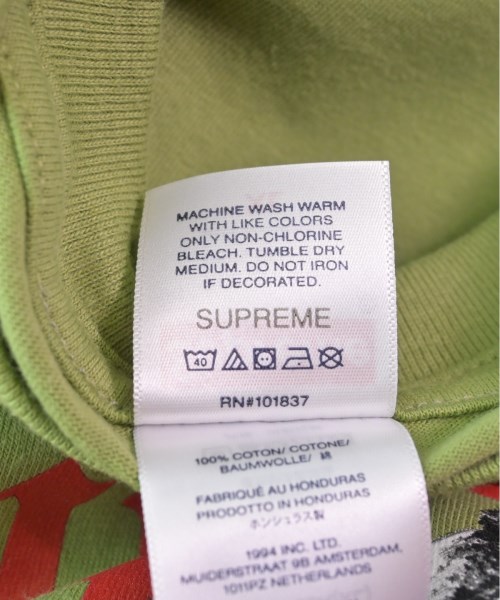 MACHINE WASH WARM
WITH LIKE COLORS
ONLY NON-CHLORINE
BLEACH. TUMBLE DRY
MEDIUM. DO NOT IRON
IF DECORATED.
SUPREME
40
RN#101837
100% COTON/ COTONE/
BAUMWOLLE/ 綿
FABRIQUÉ AU HONDURAS
PRODOTTO IN HONDURAS
ホンジュラス製
1994 INC. LTD.
MUIDERSTRAAT 9B AMSTERDAM,
1011PZ NETHERLANDS